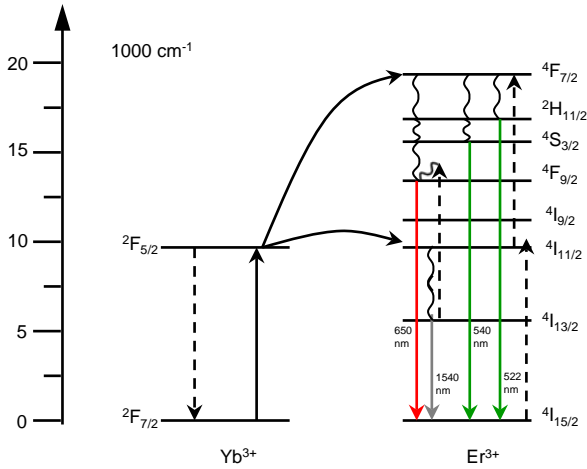 1000 cm⁻¹
20
15
10
5
0
²F₅/₂
²F₇/₂
Yb³⁺
⁴F₇/₂
²H₁₁/₂
⁴S₃/₂
⁴F₉/₂
⁴I₉/₂
⁴I₁₁/₂
⁴I₁₃/₂
⁴I₁₅/₂
650
nm
1540
nm
540
nm
522
nm
Er³⁺